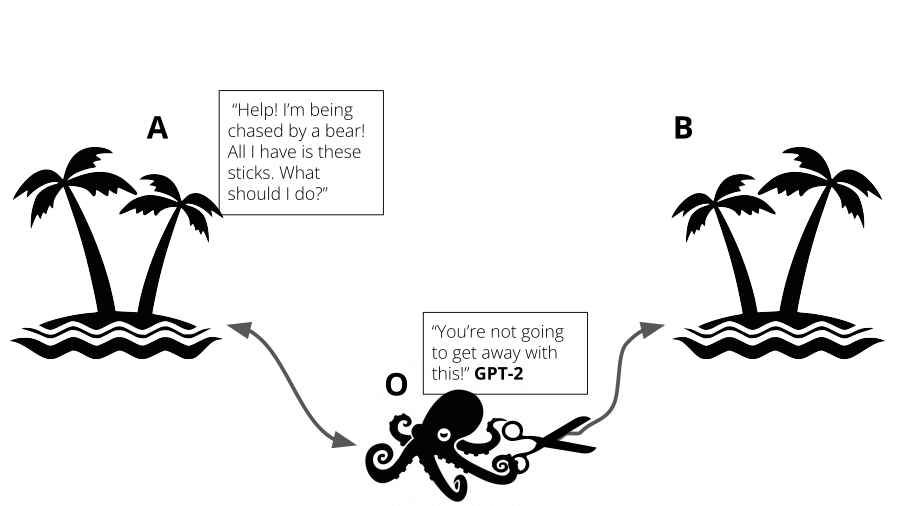 A
“Help! I’m being
chased by a bear!
All I have is these
sticks. What
should I do?”
B
“You’re not going
to get away with
this!” GPT-2
O